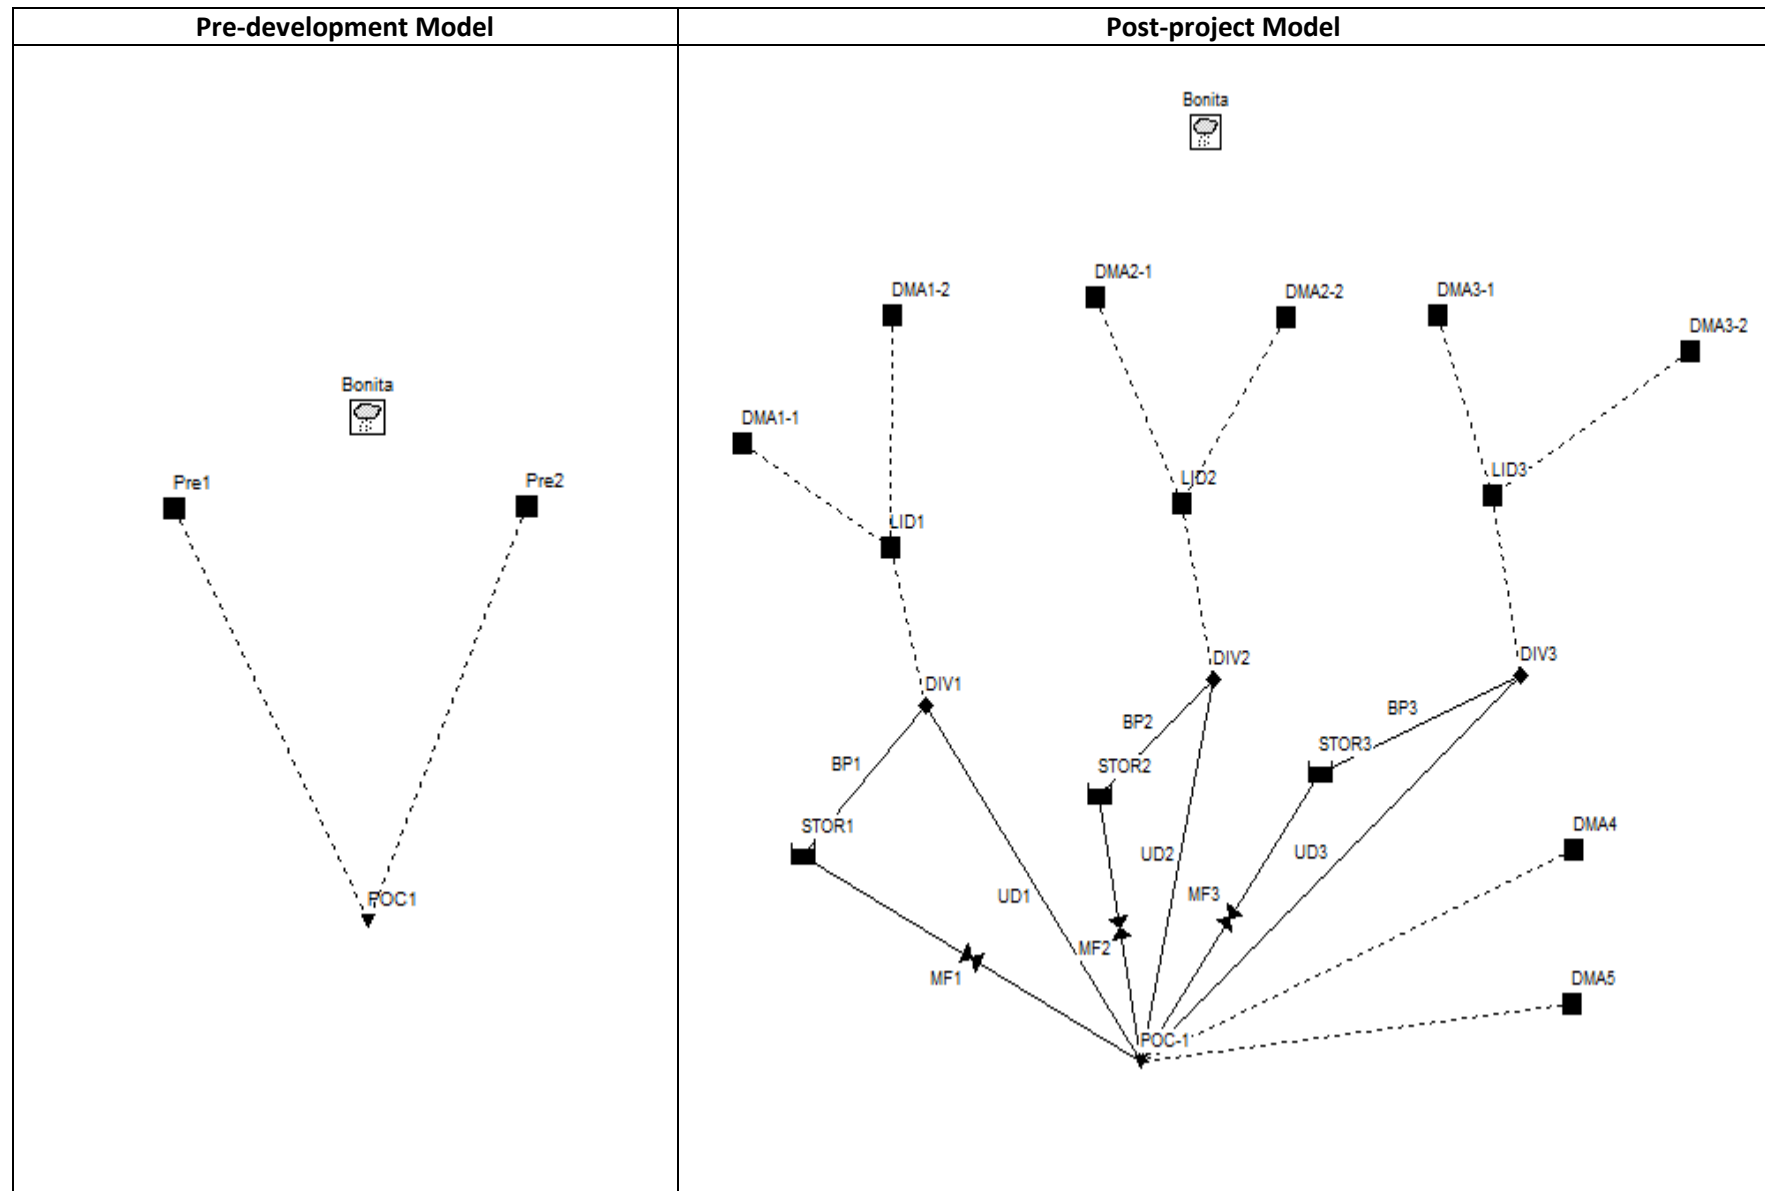 Pre-development Model
Post-project Model
Bonita
Pre1
Pre2
POC1
Bonita
DMA1-2
DMA2-1
DMA2-2
DMA3-1
DMA3-2
DMA1-1
LID1
LID2
LID3
DIV1
DIV2
DIV3
BP1
BP2
BP3
STOR1
STOR2
STOR3
UD1
UD2
UD3
MF1
MF2
MF3
DMA4
DMA5
POC-1